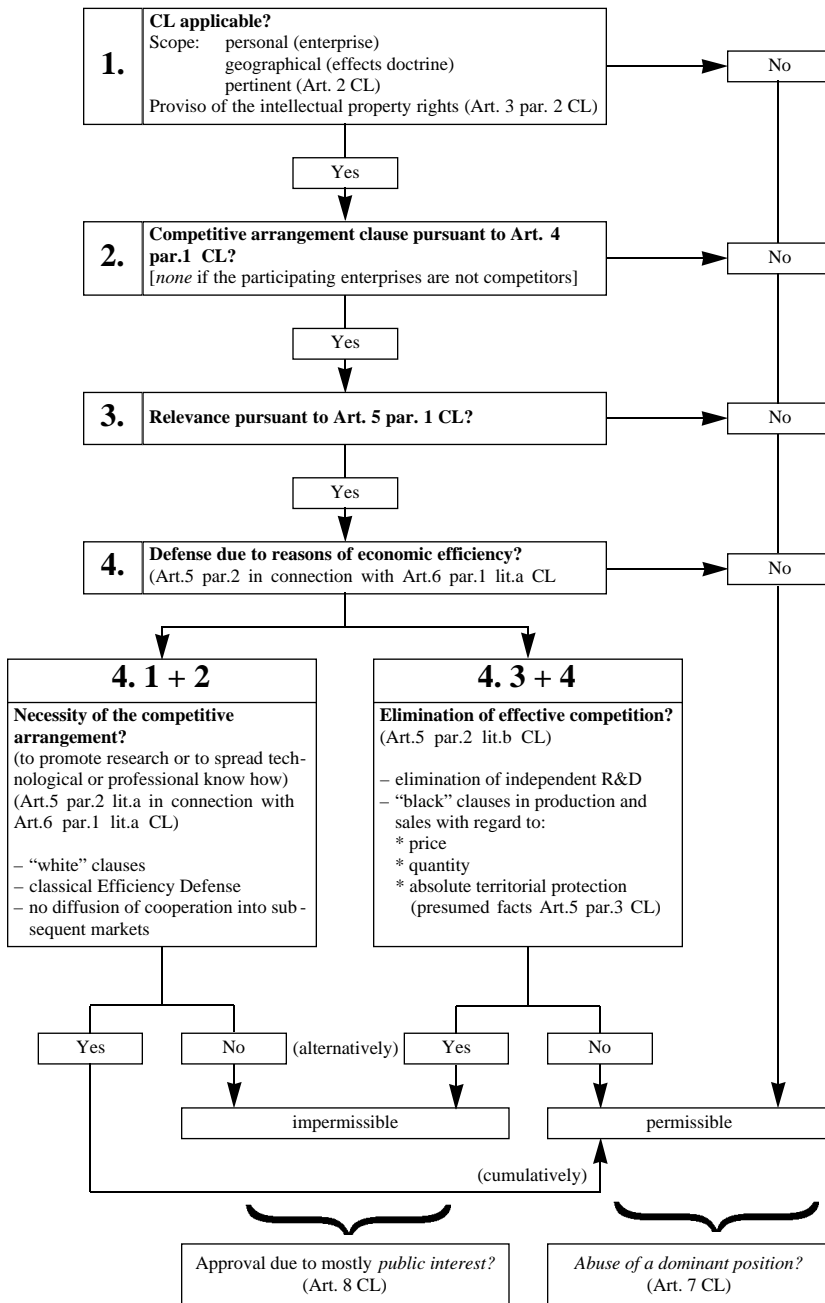 CL applicable?
1.
Scope: personal (enterprise)
geographical (effects doctrine)
pertinent (Art. 2 CL)
Proviso of the intellectual property rights (Art. 3 par. 2 CL)
No
Yes
2.
Competitive arrangement clause pursuant to Art. 4
par.1 CL?
[none if the participating enterprises are not competitors]
No
Yes
3.
Relevance pursuant to Art. 5 par. 1 CL?
No
Yes
4.
Defense due to reasons of economic efficiency?
(Art.5 par.2 in connection with Art.6 par.1 lit.a CL
No
4. 1 + 2
Necessity of the competitive
arrangement?
(to promote research or to spread tech-
nological or professional know how)
(Art.5 par.2 lit.a in connection with
Art.6 par.1 lit.a CL)
– “white” clauses
– classical Efficiency Defense
– no diffusion of cooperation into sub-
sequent markets
4. 3 + 4
Elimination of effective competition?
(Art.5 par.2 lit.b CL)
– elimination of independent R&D
– “black” clauses in production and
sales with regard to:
* price
* quantity
* absolute territorial protection
(presumed facts Art.5 par.3 CL)
Yes
No
(alternatively)
Yes
No
impermissible
permissible
(cumulatively)
Approval due to mostly public interest?
(Art. 8 CL)
Abuse of a dominant position?
(Art. 7 CL)